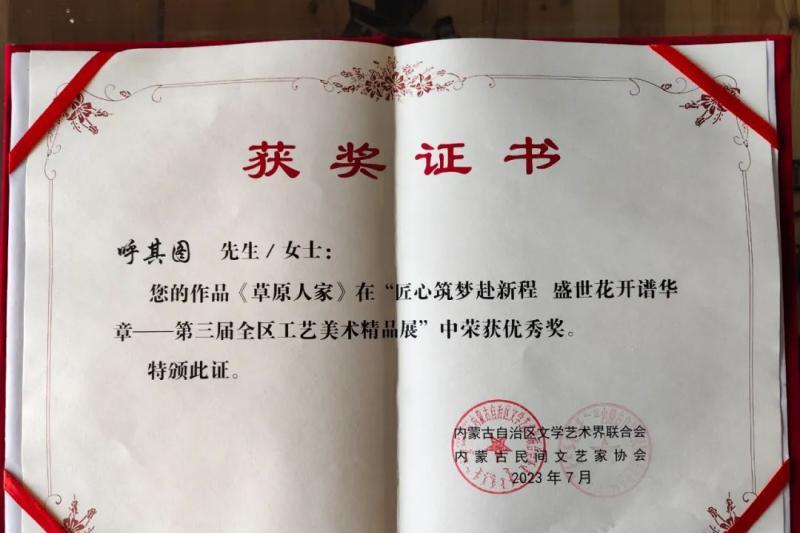 获奖证书
呼其图 先生/女士：
您的作品《草原人家》在“匠心筑梦赴新程 盛世花开谱华
章——第三届全区工艺美术精品展”中荣获优秀奖。
特颁此证。
内蒙古自治区文学艺术界联合会
内蒙古民间文艺家协会
2023年7月